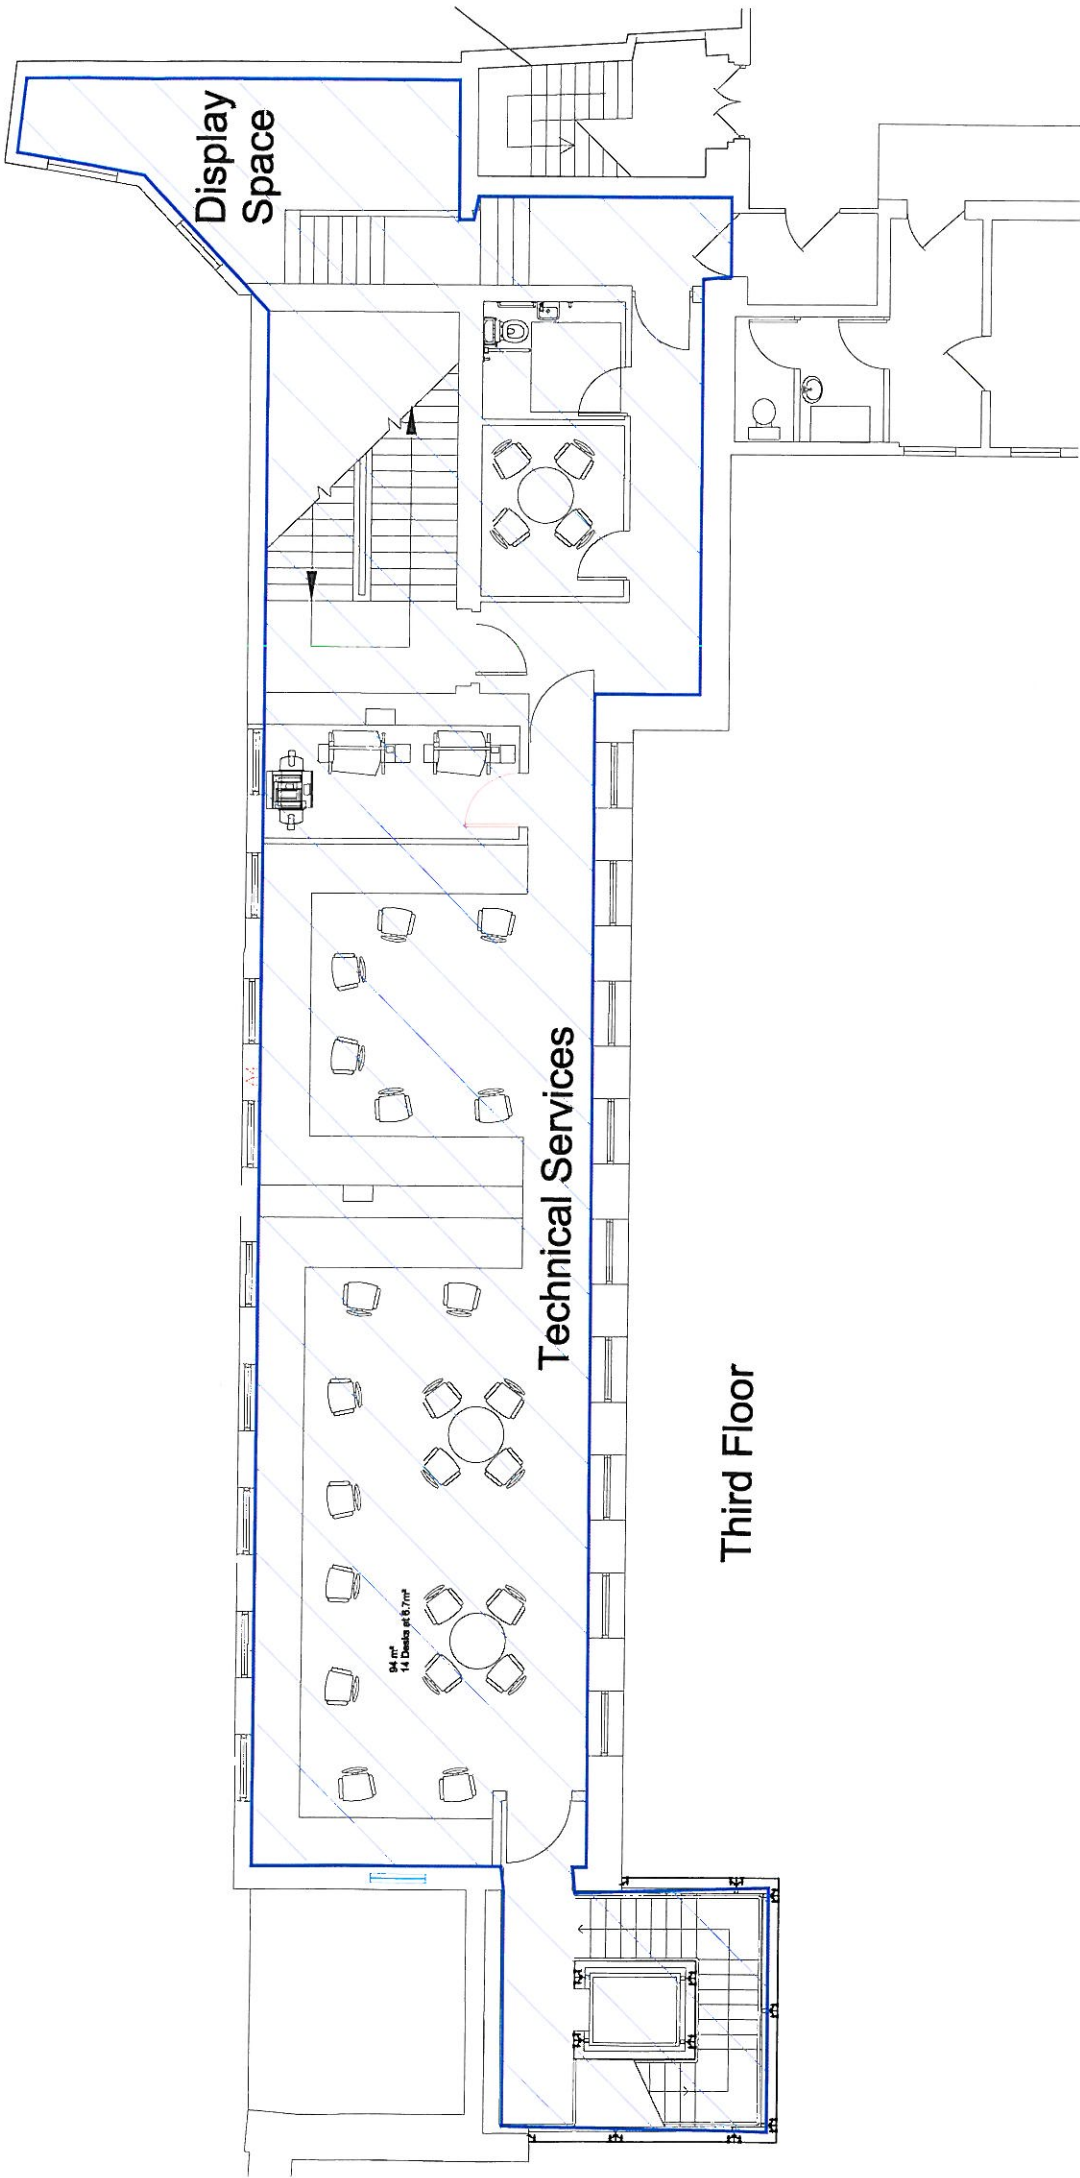 Display
Space
Technical Services
94 m²
14 Desks at 6.7m²
Third Floor